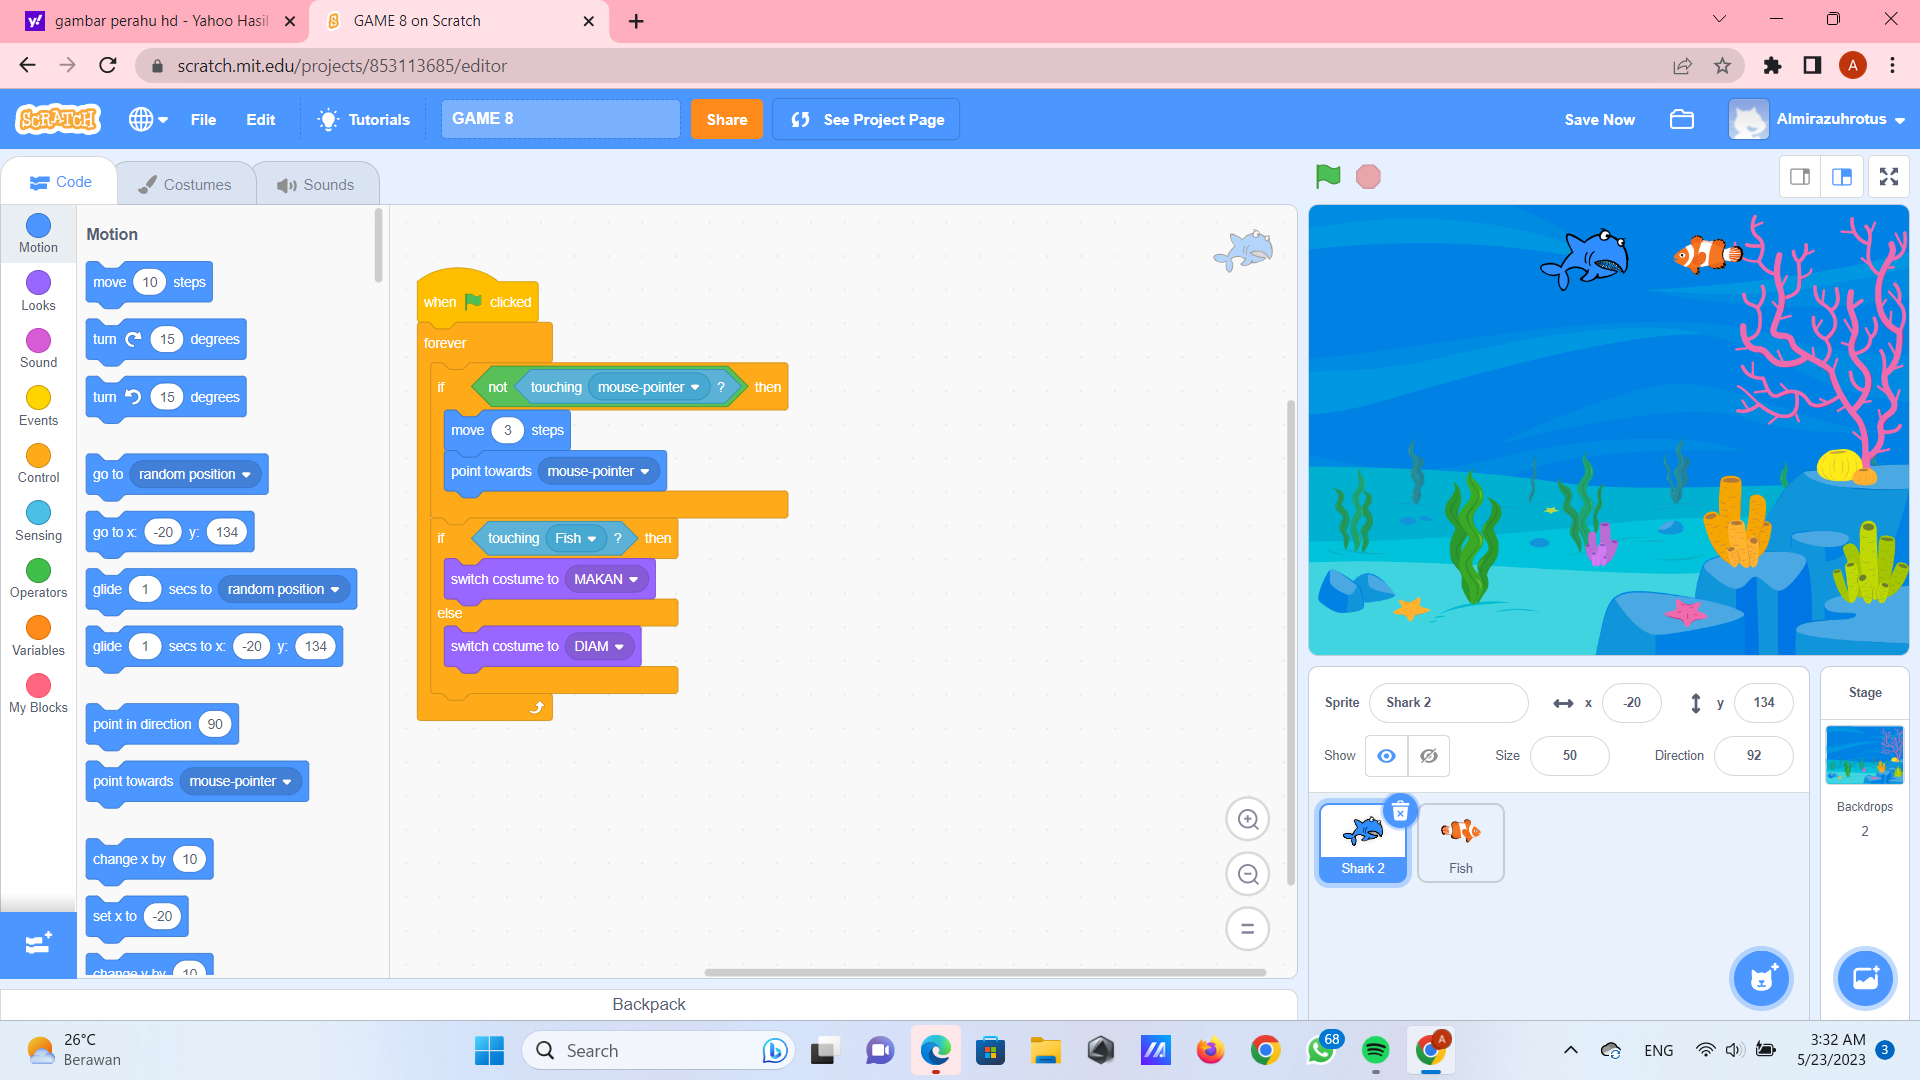 gambar perahu hd - Yahoo Hasil
GAME 8 on Scratch
scratch.mit.edu/projects/853113685/editor
A
SCRATCH
File
Edit
Tutorials
GAME 8
Share
See Project Page
Save Now
Almirazuhrotus
Code
Costumes
Sounds
Motion
Looks
Sound
Events
Control
Sensing
Operators
Variables
My Blocks
Motion
move 10 steps
turn 15 degrees
turn 15 degrees
go to random position
go to x: -20 y: 134
glide 1 secs to random position
glide 1 secs to x: -20 y: 134
point in direction 90
point towards mouse-pointer
change x by 10
set x to -20
change y by 10
when clicked
forever
if not touching mouse-pointer ? then
move 3 steps
point towards mouse-pointer
if touching Fish ? then
switch costume to MAKAN
else
switch costume to DIAM
Backpack
Sprite Shark 2 x -20 y 134
Show Size 50 Direction 92
Shark 2
Fish
Stage
Backdrops
2
26°C
Berawan
Search
68
A
ENG
3:32 AM
5/23/2023
3